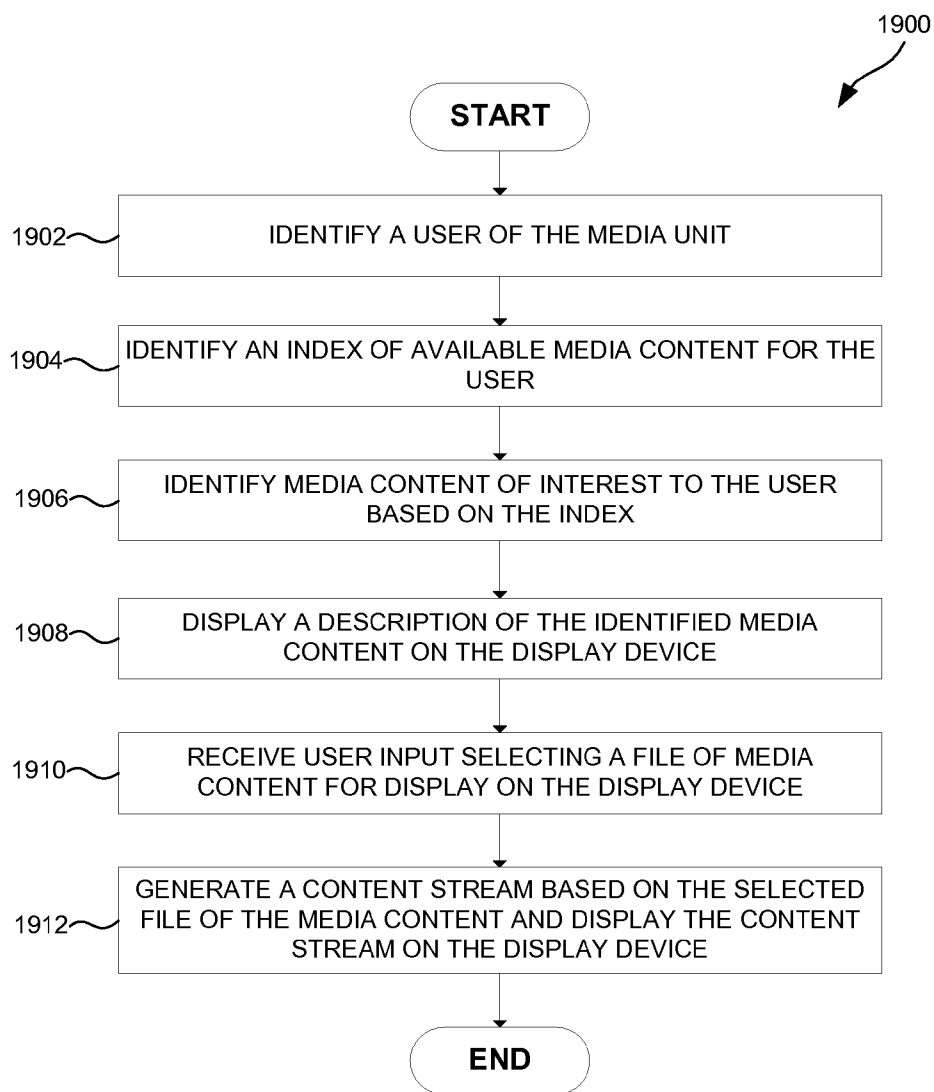 1900
START
1902
IDENTIFY A USER OF THE MEDIA UNIT
1904
IDENTIFY AN INDEX OF AVAILABLE MEDIA CONTENT FOR THE
USER
1906
IDENTIFY MEDIA CONTENT OF INTEREST TO THE USER
BASED ON THE INDEX
1908
DISPLAY A DESCRIPTION OF THE IDENTIFIED MEDIA
CONTENT ON THE DISPLAY DEVICE
1910
RECEIVE USER INPUT SELECTING A FILE OF MEDIA
CONTENT FOR DISPLAY ON THE DISPLAY DEVICE
1912
GENERATE A CONTENT STREAM BASED ON THE SELECTED
FILE OF THE MEDIA CONTENT AND DISPLAY THE CONTENT
STREAM ON THE DISPLAY DEVICE
END